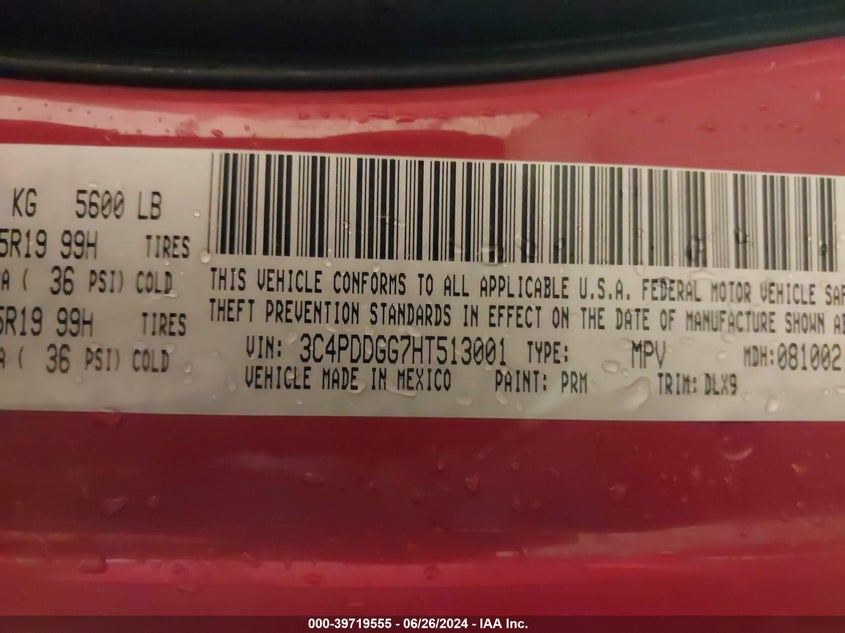 KG 5600 LB
5R19 99H TIRES
A ( 36 PSI) COLD
5R19 99H TIRES
A ( 36 PSI) COLD
THIS VEHICLE CONFORMS TO ALL APPLICABLE U.S.A. FEDERAL MOTOR VEHICLE SAF
THEFT PREVENTION STANDARDS IN EFFECT ON THE DATE OF MANUFACTURE SHOWN AB
VIN: 3C4PDDGG7HT513001 TYPE: MPV MDH:081002
VEHICLE MADE IN MEXICO PAINT: PRM TRIM: DLX9
000-39719555 / 06/26/2024 - IAA Inc.